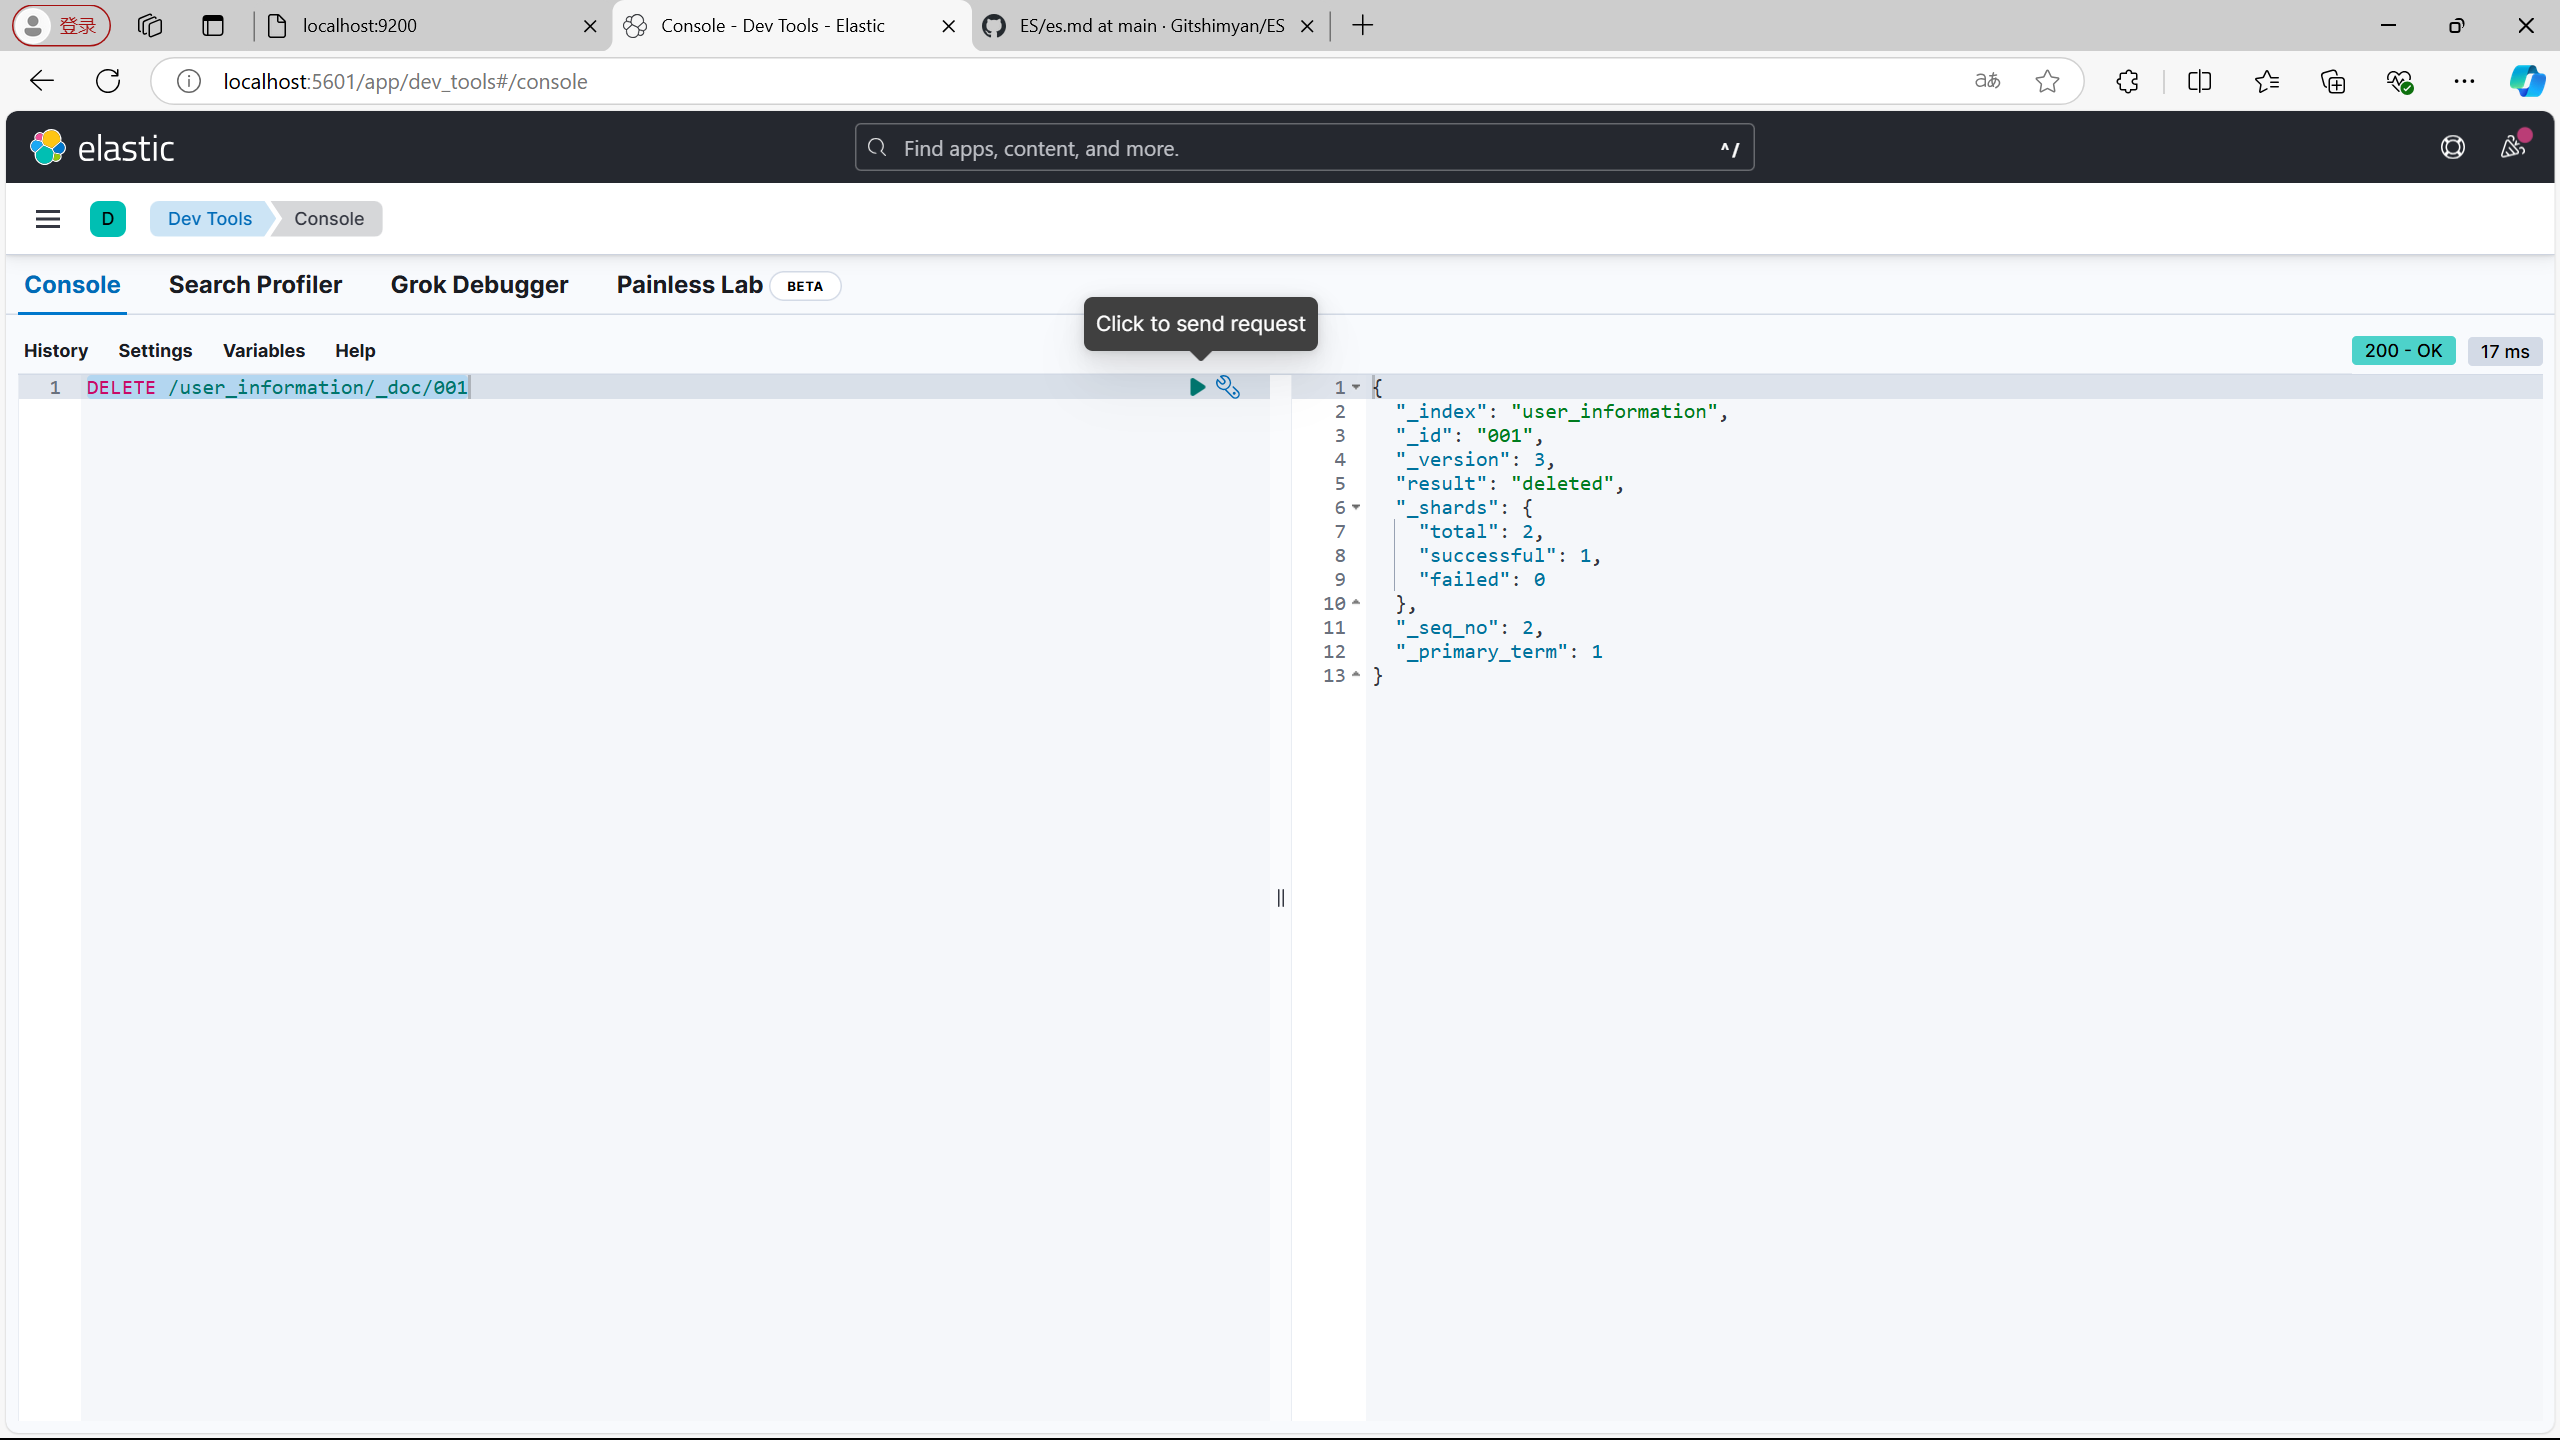 登录
localhost:9200
Console - Dev Tools - Elastic
ES/es.md at main · Gitshimyan/ES
localhost:5601/app/dev_tools#/console
aあ
elastic
Find apps, content, and more.
^/
D
Dev Tools
Console
Console
Search Profiler
Grok Debugger
Painless Lab
BETA
Click to send request
History
Settings
Variables
Help
200 - OK
17 ms
1 DELETE /user_information/_doc/001
1 {
2 "_index": "user_information",
3 "_id": "001",
4 "_version": 3,
5 "result": "deleted",
6 "_shards": {
7 "total": 2,
8 "successful": 1,
9 "failed": 0
10 },
11 "_seq_no": 2,
12 "_primary_term": 1
13 }